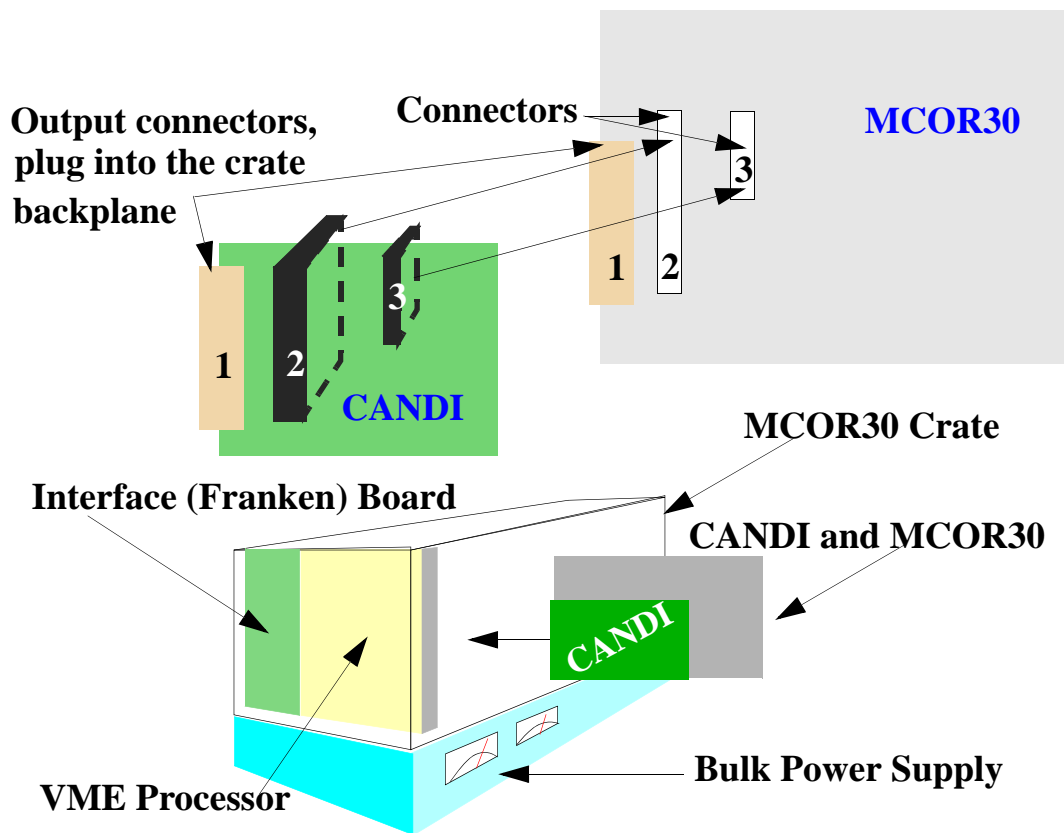 Output connectors,
plug into the crate
backplane
Connectors
MCOR30
1
2
3
1
2
3
CANDI
MCOR30 Crate
Interface (Franken) Board
CANDI and MCOR30
CANDI
VME Processor
Bulk Power Supply